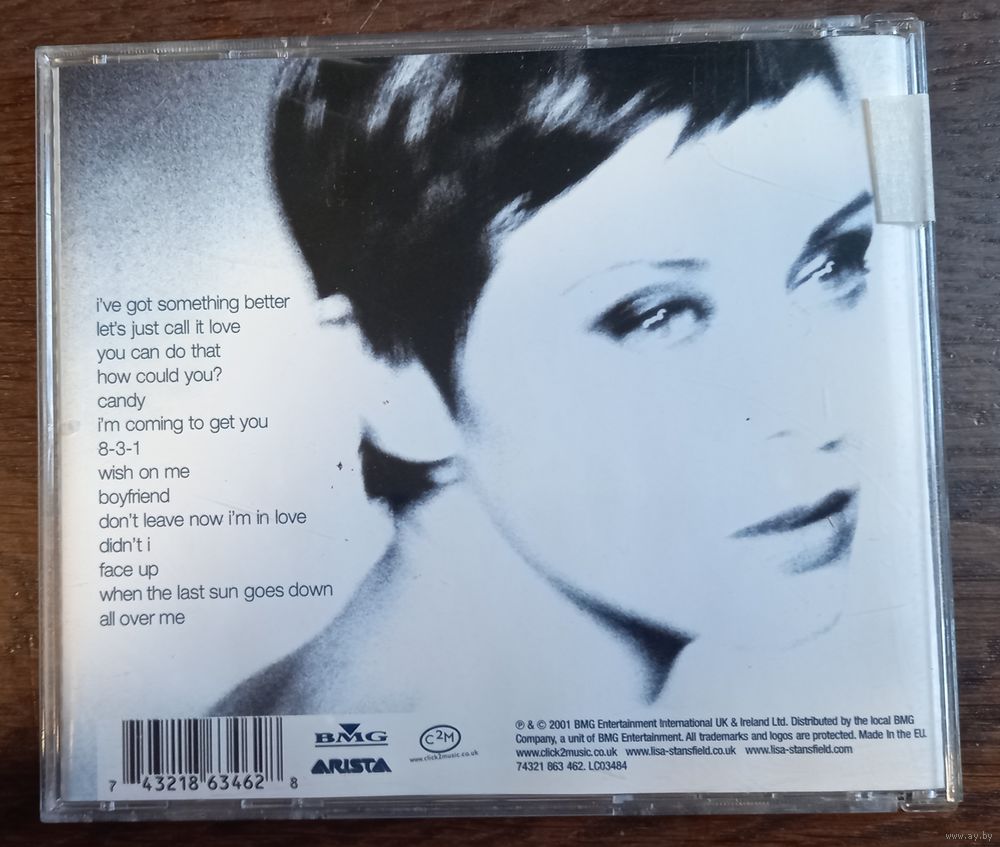 i've got something better
let's just call it love
you can do that
how could you?
candy
i'm coming to get you
8-3-1
wish on me
boyfriend
don't leave now i'm in love
didn't i
face up
when the last sun goes down
all over me
7 43218 63462 8
BMG
ARISTA
C2M
www.click2music.co.uk
℗ & © 2001 BMG Entertainment International UK & Ireland Ltd. Distributed by the local BMG
Company, a unit of BMG Entertainment. All trademarks and logos are protected. Made in the EU.
www.click2music.co.uk www.lisa-stansfield.co.uk www.lisa-stansfield.com
74321 863 462. LC03484
www.ay.by